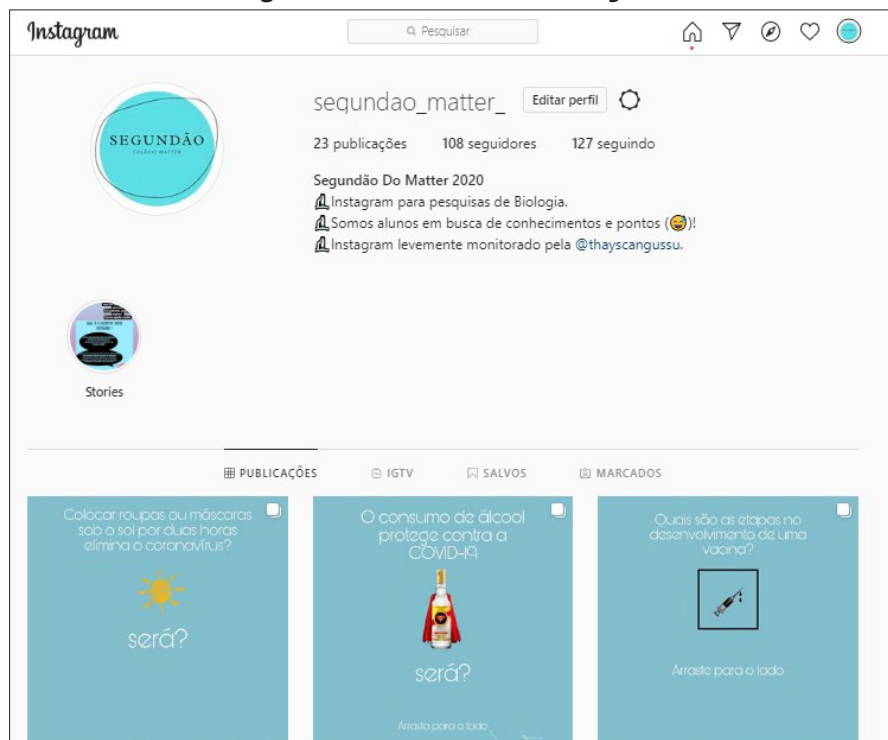 Instagram
Pesquisar
SEGUNDÃO
COLÉGIO MATTER
segundao_matter_
Editar perfil
23 publicações 108 seguidores 127 seguindo
Segundão Do Matter 2020
Instagram para pesquisas de Biologia.
Somos alunos em busca de conhecimentos e pontos (😅)!
Instagram levemente monitorado pela @thayscangussu.
Stories
PUBLICAÇÕES IGTV SALVOS MARCADOS
Colocar roupas ou máscaras
sob o sol por duas horas
elimina o coronavírus?
será?
O consumo de álcool
protege contra a
COVID-19
será?
Arrasta para o lado
Quais são as etapas no
desenvolvimento de uma
vacina?
Arraste para o lado